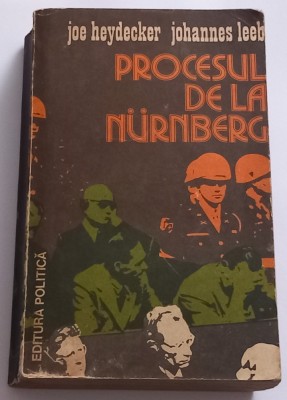 joe heydecker johannes leeb
PROCESUL
DE LA
NÜRNBERG
EDITURA POLITICĂ